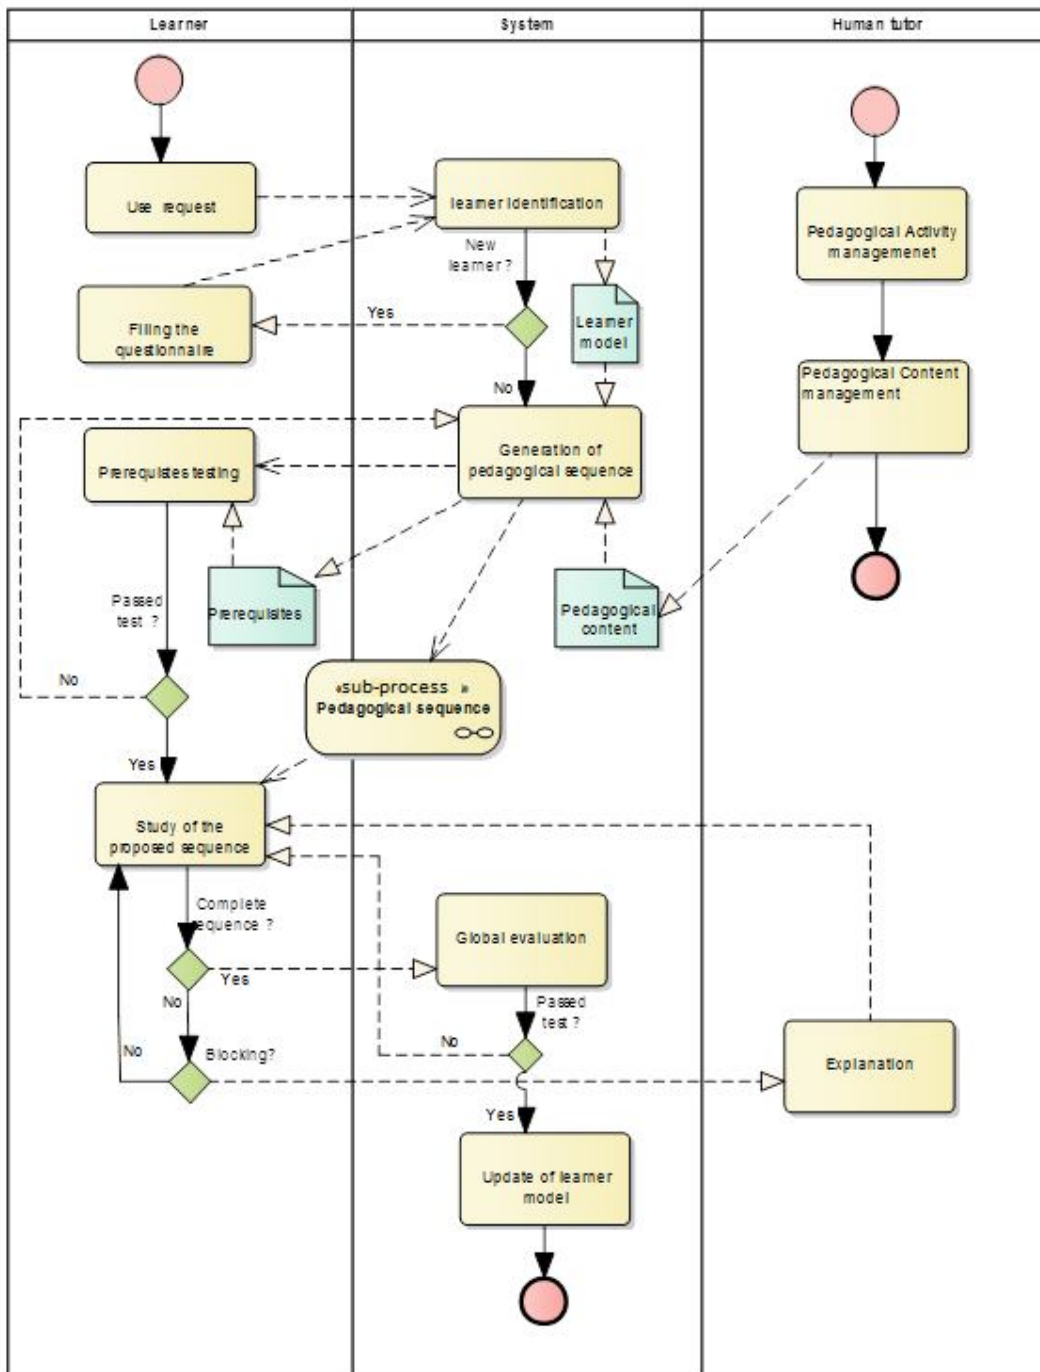 Learner
System
Human tutor
Use request
learner identification
Pedagogical Activity
managemenet
New
learner ?
Filing the
questionnaire
Yes
Learner
model
Pedagogical Content
management
No
Prerequistes testing
Generation of
pedagogical sequence
Passed
test ?
Prerequisites
Pedagogical
content
No
«sub-process »
Pedagogical sequence
Yes
Study of the
proposed sequence
Complete
sequence ?
Global evaluation
Yes
No
Passed
test ?
No
No
Blocking?
Explanation
Yes
Update of learner
model